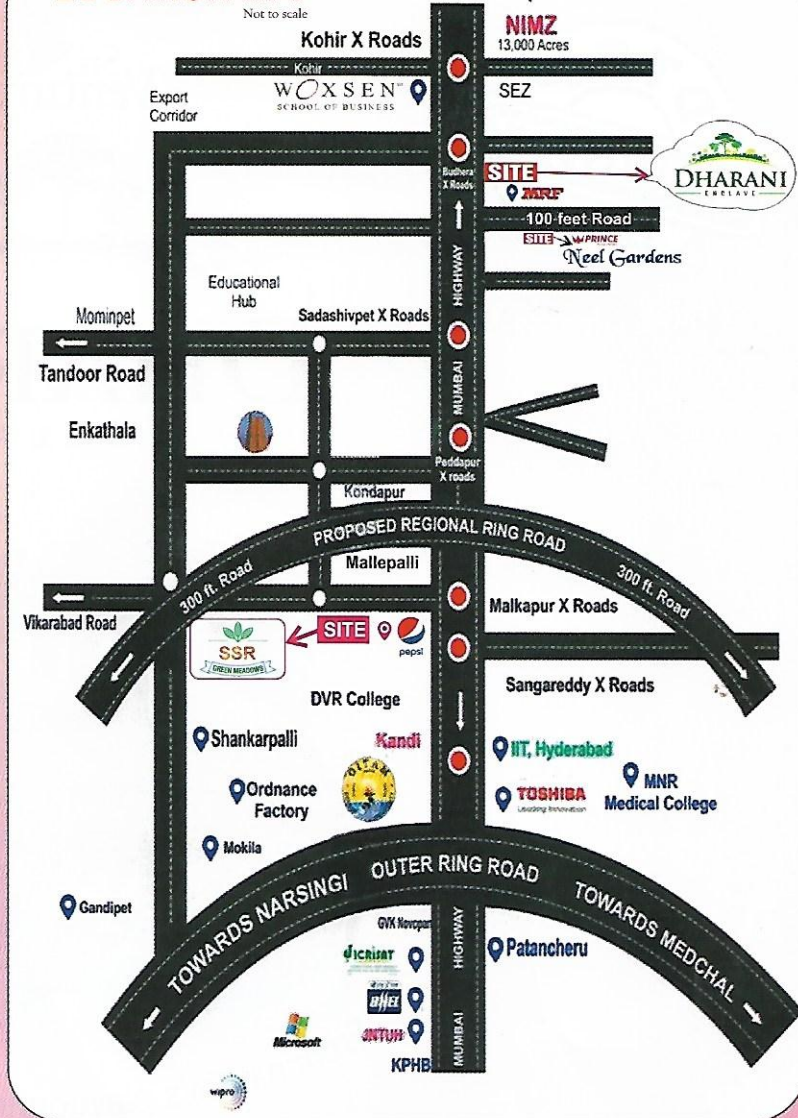 Not to scale
Kohir X Roads
NIMZ
13,000 Acres
Kohir
WOXSEN
SCHOOL OF BUSINESS
SEZ
Export
Corridor
Budhera
X Roads
SITE
DHARANI
ENCLAVE
MRF
100-feet Road
SITE
PRINCE
Neel Gardens
HIGHWAY
Educational
Hub
Mominpet
Sadashivpet X Roads
Tandoor Road
MUMBAI
Enkathala
Peddapur
X roads
Kondapur
PROPOSED REGIONAL RING ROAD
Mallepalli
300 ft. Road
300 ft. Road
Malkapur X Roads
Vikarabad Road
SSR
GREEN MEADOWS
SITE
pepsi
Sangareddy X Roads
DVR College
Shankarpalli
Kandi
IIT, Hyderabad
Ordnance
Factory
GITAM
TOSHIBA
Leading Innovation
MNR
Medical College
Mokila
OUTER RING ROAD
TOWARDS NARSINGI
TOWARDS MEDCHAL
Gandipet
GVK Novopan
HIGHWAY
Patancheru
ICRISAT
BHEL
Microsoft
JNTUH
MUMBAI
KPHB
wipro